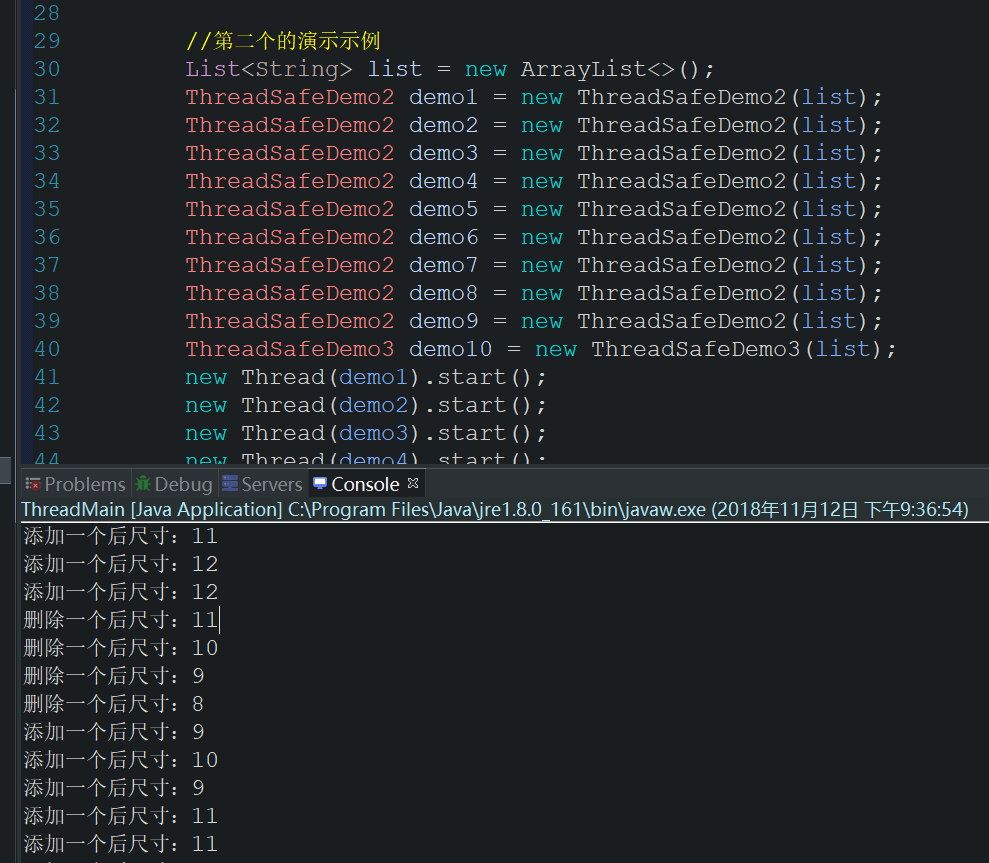 28
29 //第二个的演示示例
30 List<String> list = new ArrayList<>();
31 ThreadSafeDemo2 demo1 = new ThreadSafeDemo2(list);
32 ThreadSafeDemo2 demo2 = new ThreadSafeDemo2(list);
33 ThreadSafeDemo2 demo3 = new ThreadSafeDemo2(list);
34 ThreadSafeDemo2 demo4 = new ThreadSafeDemo2(list);
35 ThreadSafeDemo2 demo5 = new ThreadSafeDemo2(list);
36 ThreadSafeDemo2 demo6 = new ThreadSafeDemo2(list);
37 ThreadSafeDemo2 demo7 = new ThreadSafeDemo2(list);
38 ThreadSafeDemo2 demo8 = new ThreadSafeDemo2(list);
39 ThreadSafeDemo2 demo9 = new ThreadSafeDemo2(list);
40 ThreadSafeDemo3 demo10 = new ThreadSafeDemo3(list);
41 new Thread(demo1).start();
42 new Thread(demo2).start();
43 new Thread(demo3).start();
44 new Thread(demo4).start();
Problems Debug Servers Console
ThreadMain [Java Application] C:\Program Files\Java\jre1.8.0_161\bin\javaw.exe (2018年11月12日 下午9:36:54)
添加一个后尺寸：11
添加一个后尺寸：12
添加一个后尺寸：12
删除一个后尺寸：11
删除一个后尺寸：10
删除一个后尺寸：9
删除一个后尺寸：8
添加一个后尺寸：9
添加一个后尺寸：10
添加一个后尺寸：9
添加一个后尺寸：11
添加一个后尺寸：11